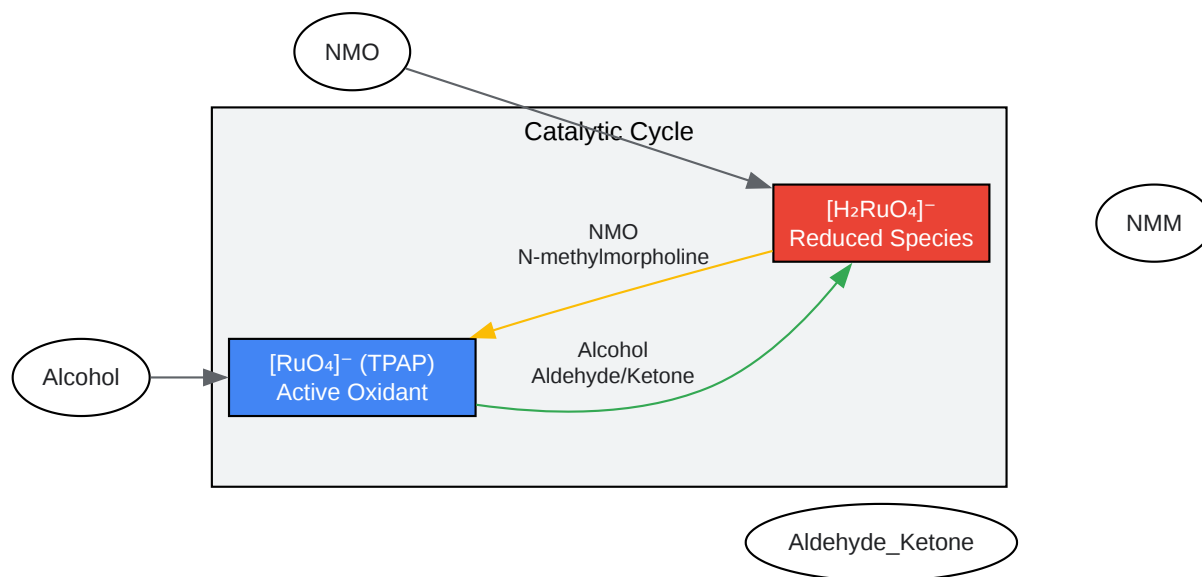 NMO
Catalytic Cycle
[H₂RuO₄]⁻
Reduced Species
NMM
NMO
N-methylmorpholine
Alcohol
[RuO₄]⁻ (TPAP)
Active Oxidant
Alcohol
Aldehyde/Ketone
Aldehyde_Ketone